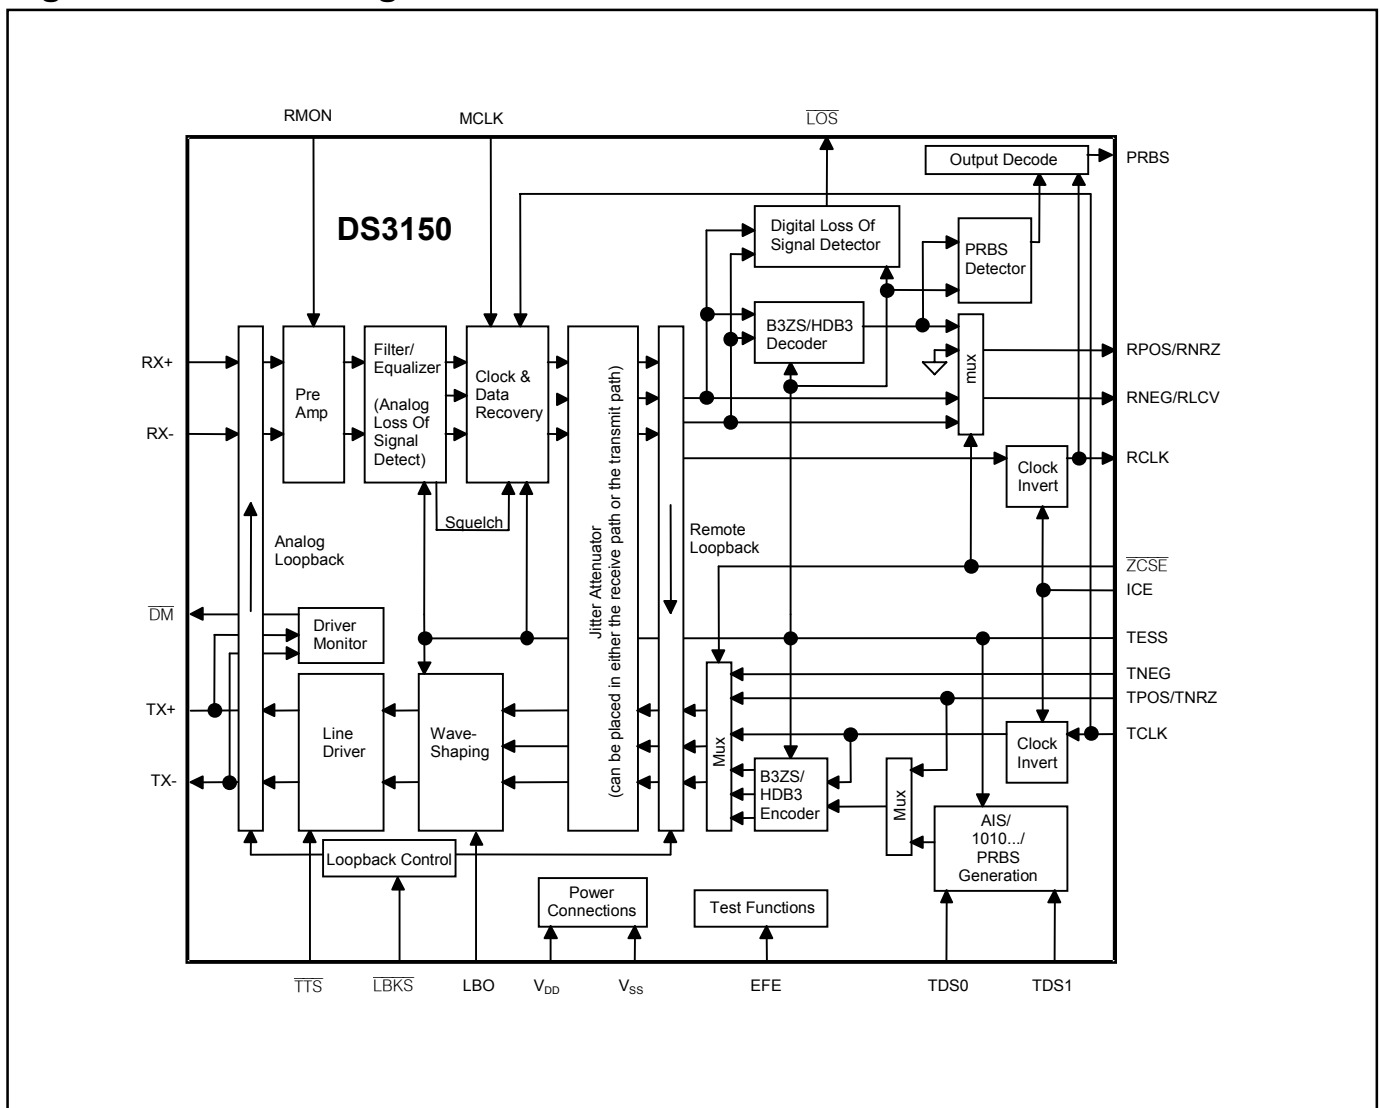 RMON
MCLK
LOS
Output Decode
PRBS
DS3150
Digital Loss Of
Signal Detector
PRBS
Detector
B3ZS/HDB3
Decoder
mux
RX+
RX-
Pre
Amp
Filter/
Equalizer
(Analog
Loss Of
Signal
Detect)
Clock &
Data
Recovery
Squelch
Jitter Attenuator
(can be placed in either the receive path or the transmit path)
RPOS/RNRZ
RNEG/RLCV
RCLK
Clock
Invert
Analog
Loopback
Remote
Loopback
ZCSE
ICE
TESS
TNEG
TPOS/TNRZ
TCLK
DM
Driver
Monitor
TX+
TX-
Line
Driver
Wave-
Shaping
Mux
B3ZS/
HDB3
Encoder
Mux
Clock
Invert
AIS/
1010.../
PRBS
Generation
Loopback Control
Power
Connections
Test Functions
TTS
LBKS
LBO
VDD
VSS
EFE
TDS0
TDS1